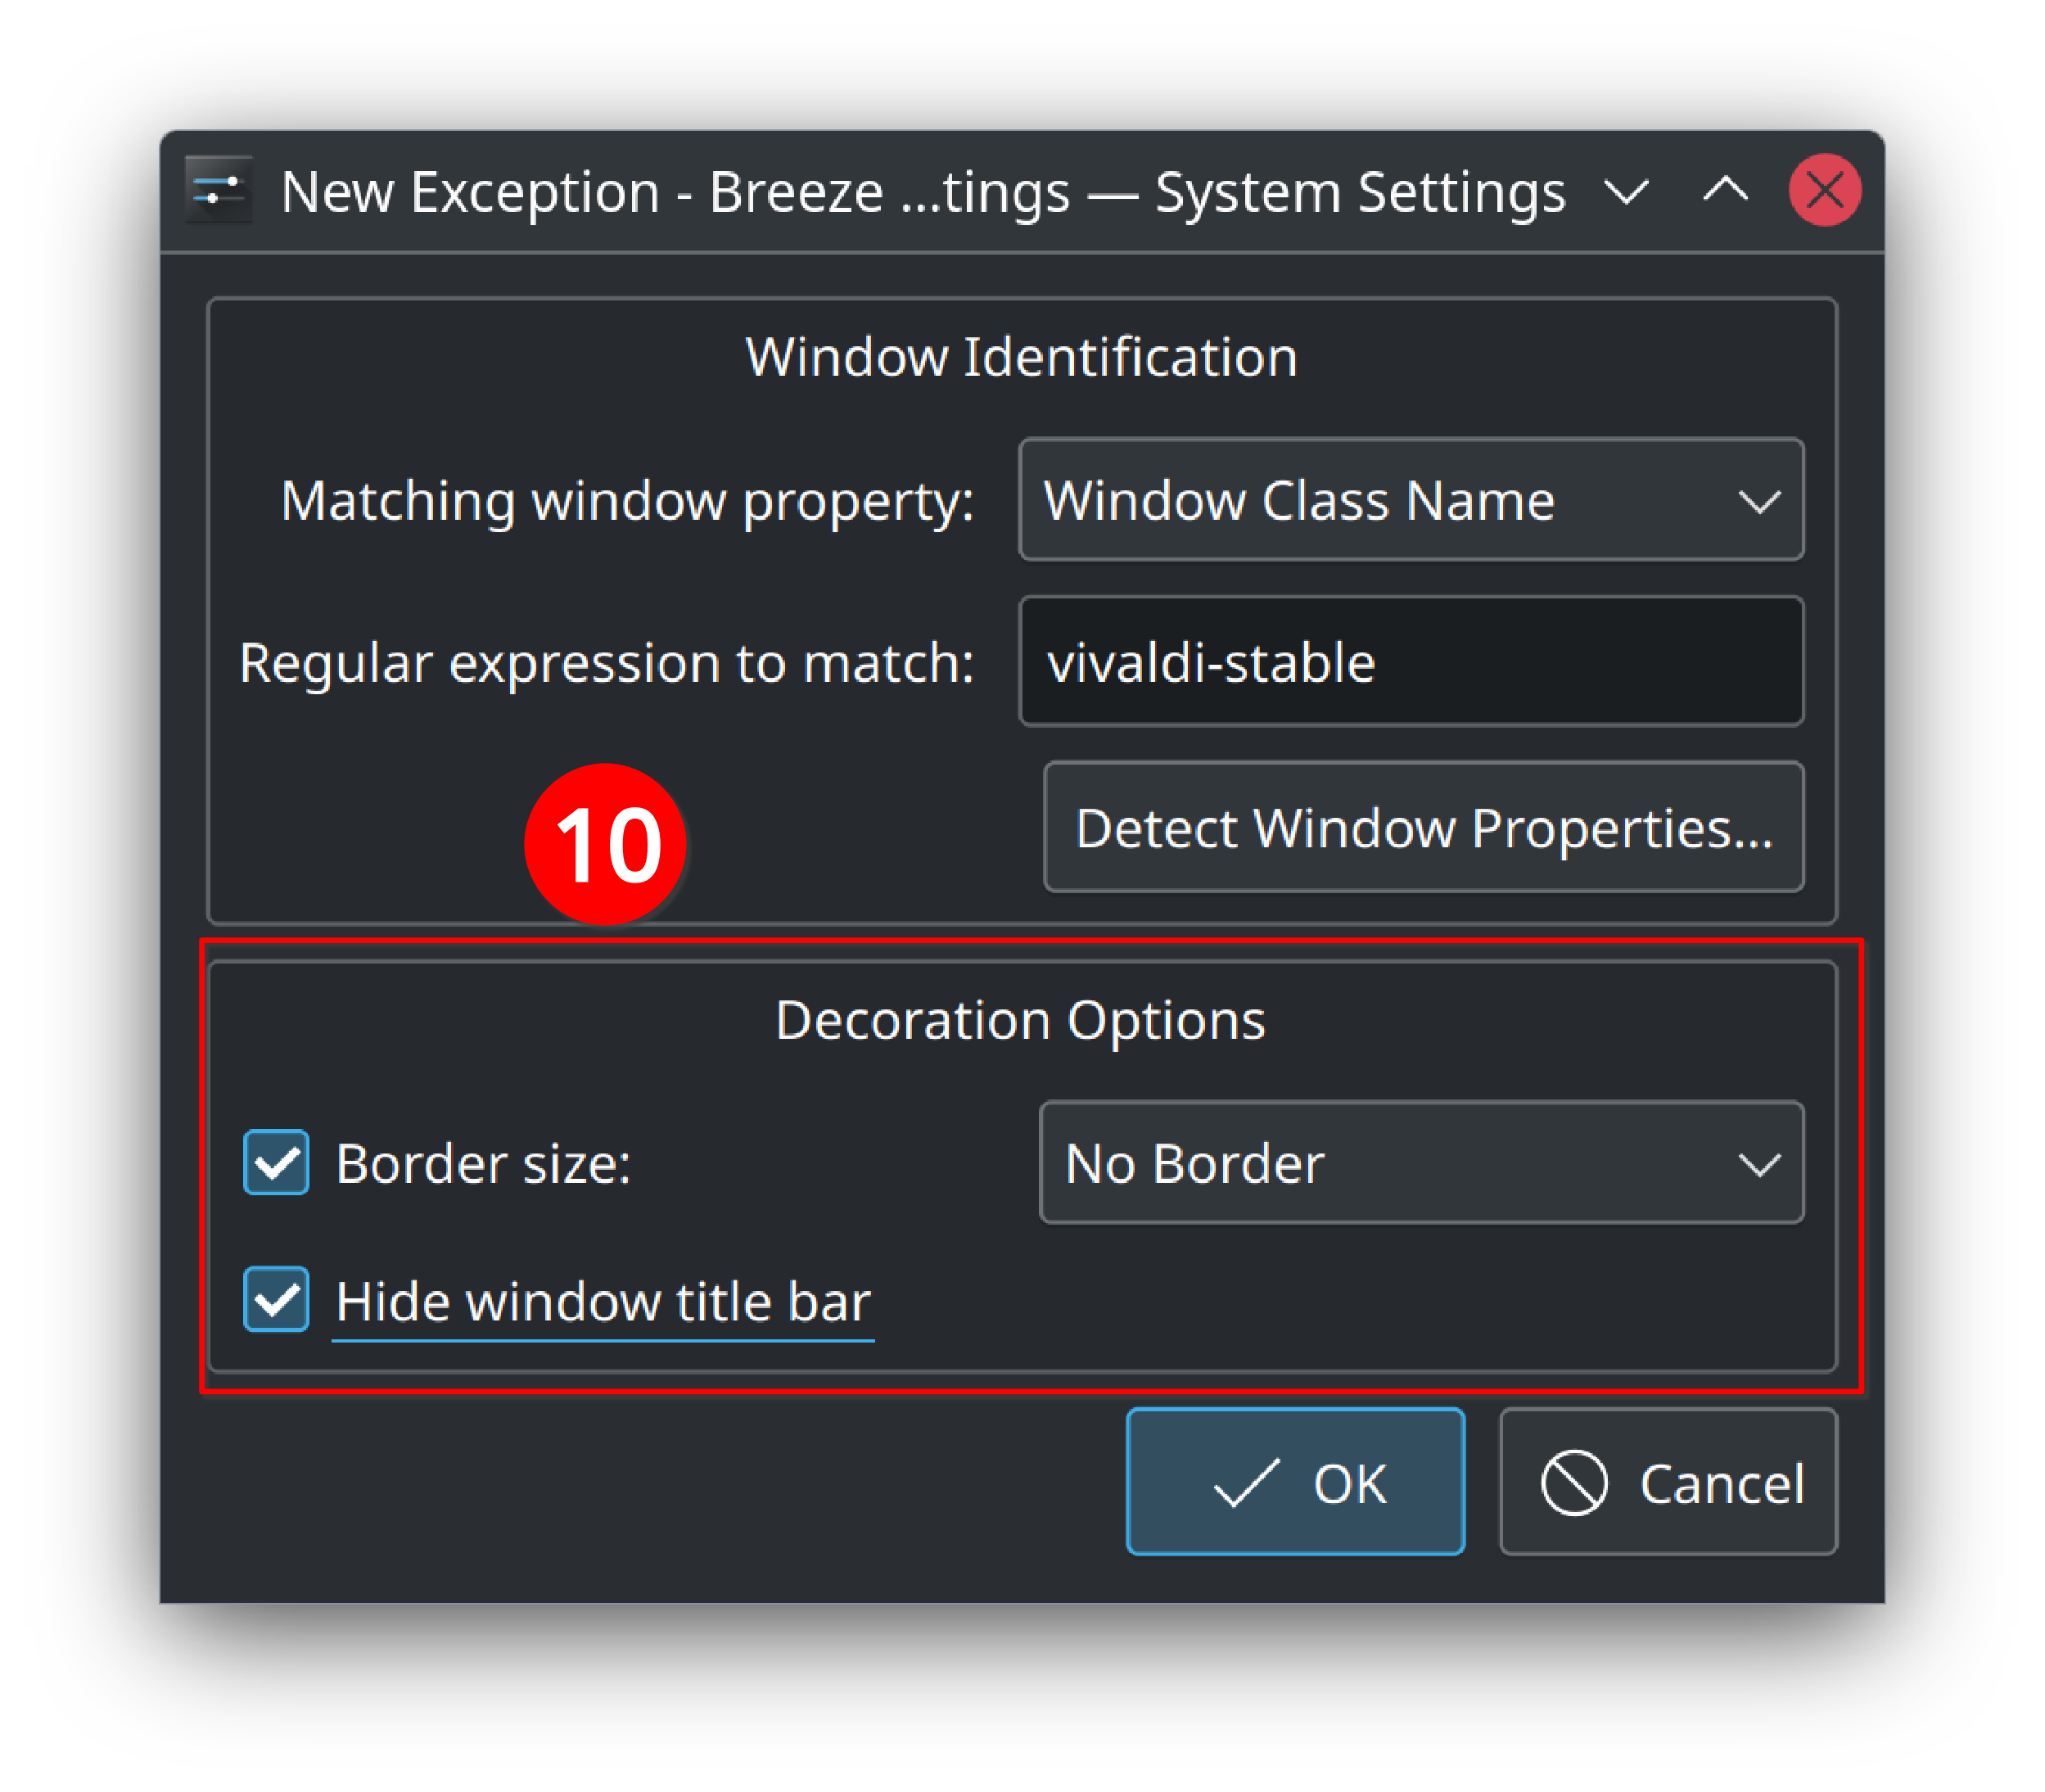 New Exception - Breeze ...tings — System Settings
Window Identification
Matching window property: Window Class Name
Regular expression to match: vivaldi-stable
10
Detect Window Properties...
Decoration Options
Border size: No Border
Hide window title bar
OK Cancel